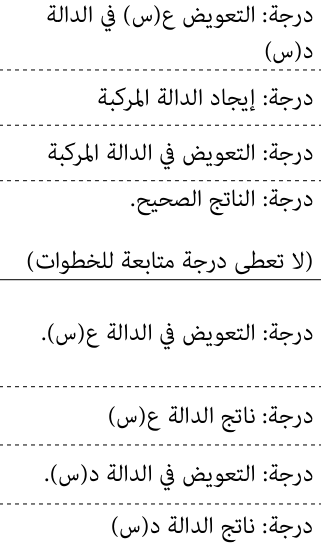 درجة: التعويض ع(س) في الدالة
د(س)
درجة: إيجاد الدالة المركبة
درجة: التعويض في الدالة المركبة
درجة: الناتج الصحيح.
(لا تعطى درجة متابعة للخطوات)
درجة: التعويض في الدالة ع(س).
درجة: ناتج الدالة ع(س)
درجة: التعويض في الدالة د(س).
درجة: ناتج الدالة د(س)